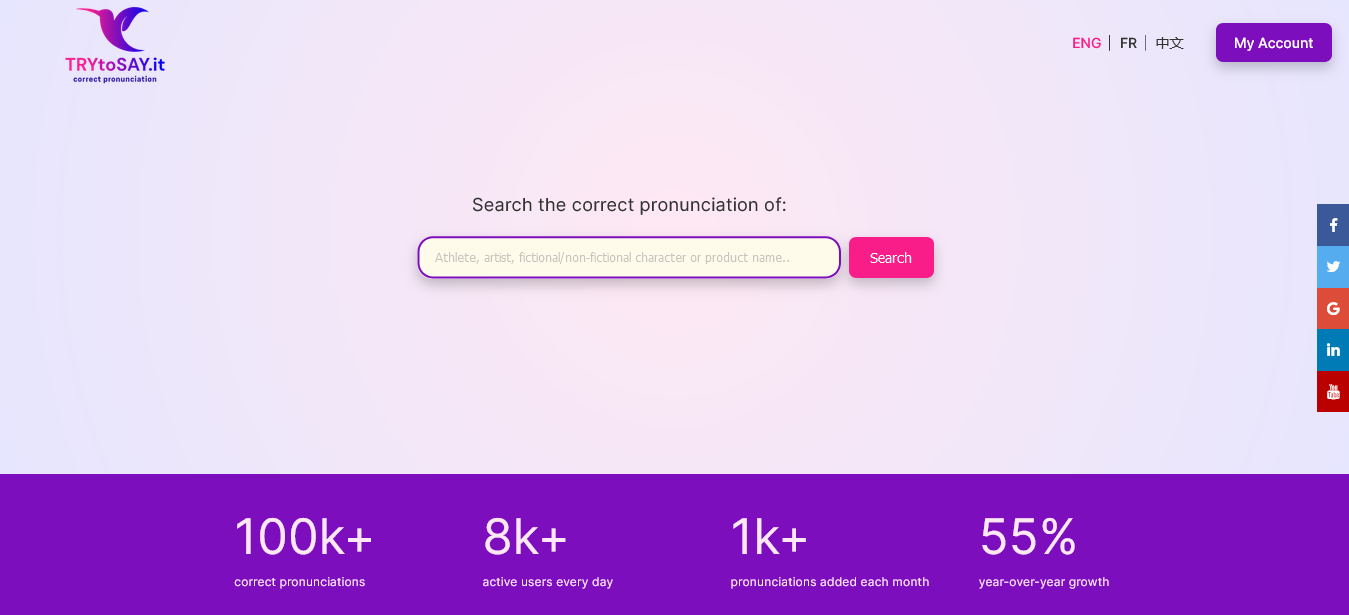 TRYtoSAY.it
correct pronunciation
ENG | FR | 中文
My Account
Search the correct pronunciation of:
Athlete, artist, fictional/non-fictional character or product name..
Search
You Tube
100k+
correct pronunciations
8k+
active users every day
1k+
pronunciations added each month
55%
year-over-year growth